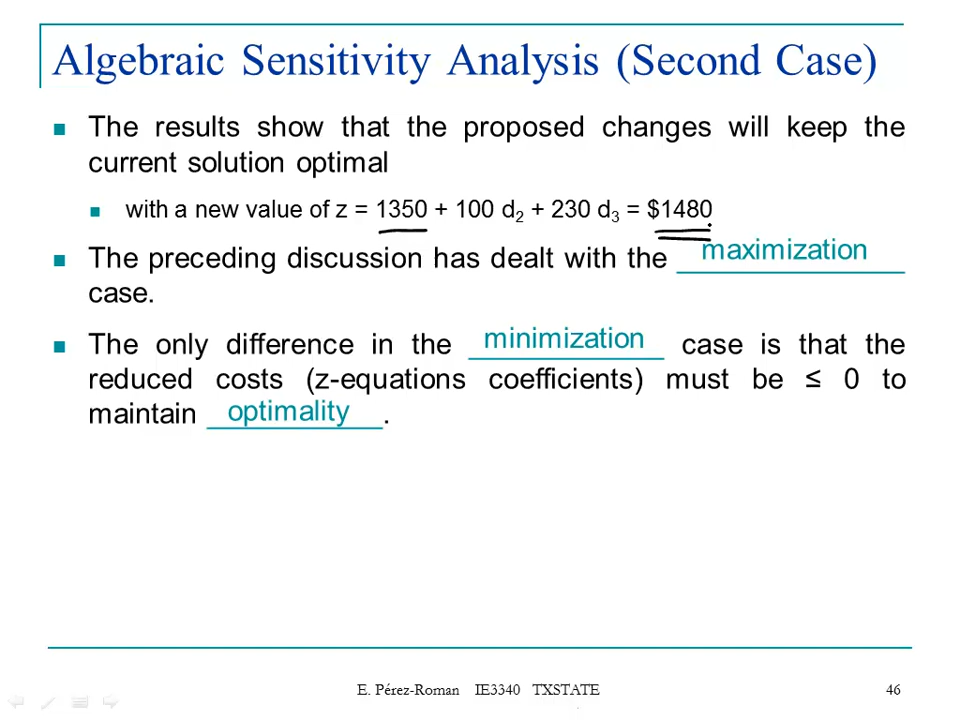 Algebraic Sensitivity Analysis (Second Case)
The results show that the proposed changes will keep the
current solution optimal
with a new value of z = 1350 + 100 d₂ + 230 d₃ = $1480
The preceding discussion has dealt with the maximization
case.
The only difference in the minimization case is that the
reduced costs (z-equations coefficients) must be ≤ 0 to
maintain optimality.
E. Pérez-Roman IE3340 TXSTATE 46